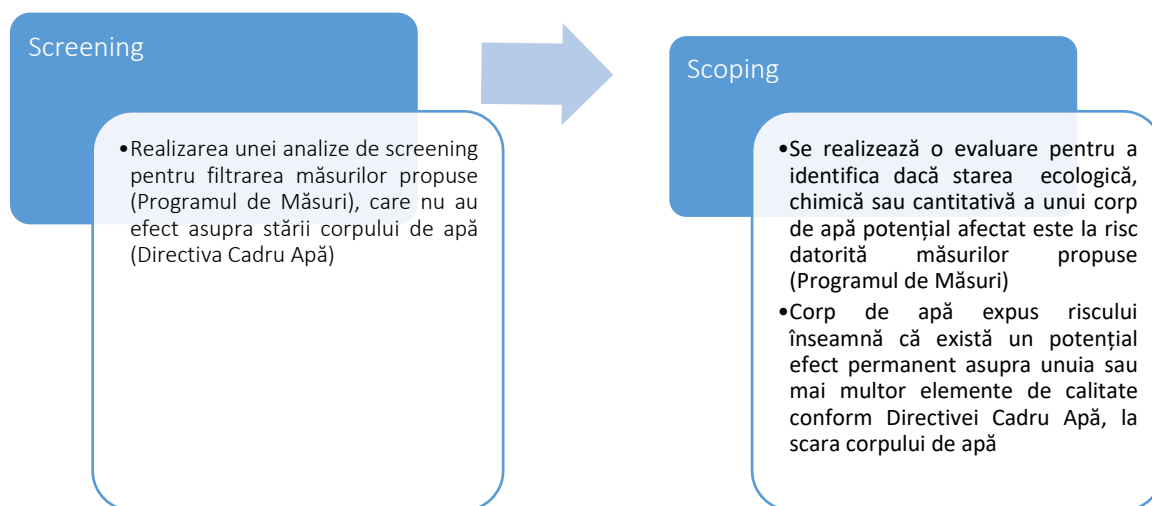 Screening
•Realizarea unei analize de screening
pentru filtrarea măsurilor propuse
(Programul de Măsuri), care nu au
efect asupra stării corpului de apă
(Directiva Cadru Apă)
Scoping
•Se realizează o evaluare pentru a
identifica dacă starea ecologică,
chimică sau cantitativă a unui corp
de apă potențial afectat este la risc
datorită măsurilor propuse
(Programul de Măsuri)
•Corp de apă expus riscului
înseamnă că există un potențial
efect permanent asupra unuia sau
mai multor elemente de calitate
conform Directivei Cadru Apă, la
scara corpului de apă